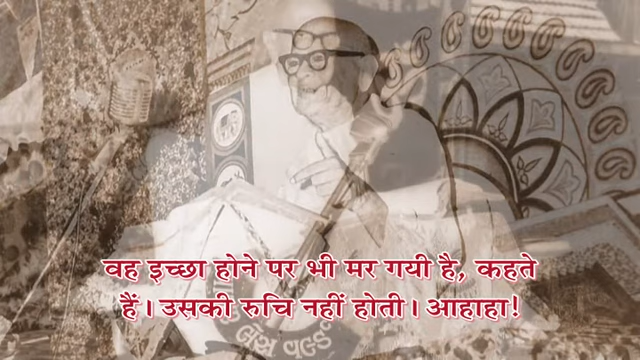 वह इच्छा होने पर भी मर गयी है, कहते
हैं। उसकी रुचि नहीं होती। आहाहा!